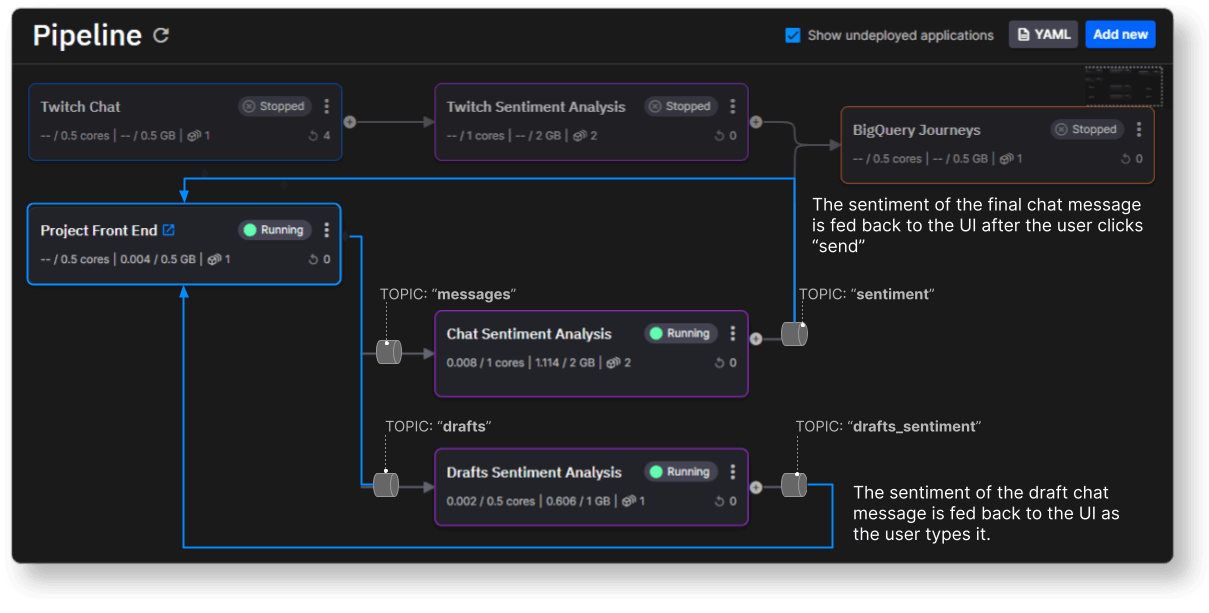 Pipeline
Show undeployed applications
YAML
Add new
Twitch Chat
Stopped
-- / 0.5 cores | -- / 0.5 GB | 1
4
Twitch Sentiment Analysis
Stopped
-- / 1 cores | -- / 2 GB | 2
0
BigQuery Journeys
Stopped
-- / 0.5 cores | -- / 0.5 GB | 1
0
The sentiment of the final chat message
is fed back to the UI after the user clicks
“send”
Project Front End
Running
-- / 0.5 cores | 0.004 / 0.5 GB | 1
0
TOPIC: “messages”
TOPIC: “sentiment”
Chat Sentiment Analysis
Running
0.008 / 1 cores | 1.114 / 2 GB | 2
0
TOPIC: “drafts”
TOPIC: “drafts_sentiment”
Drafts Sentiment Analysis
Running
0.002 / 0.5 cores | 0.606 / 1 GB | 1
0
The sentiment of the draft chat
message is fed back to the UI as
the user types it.